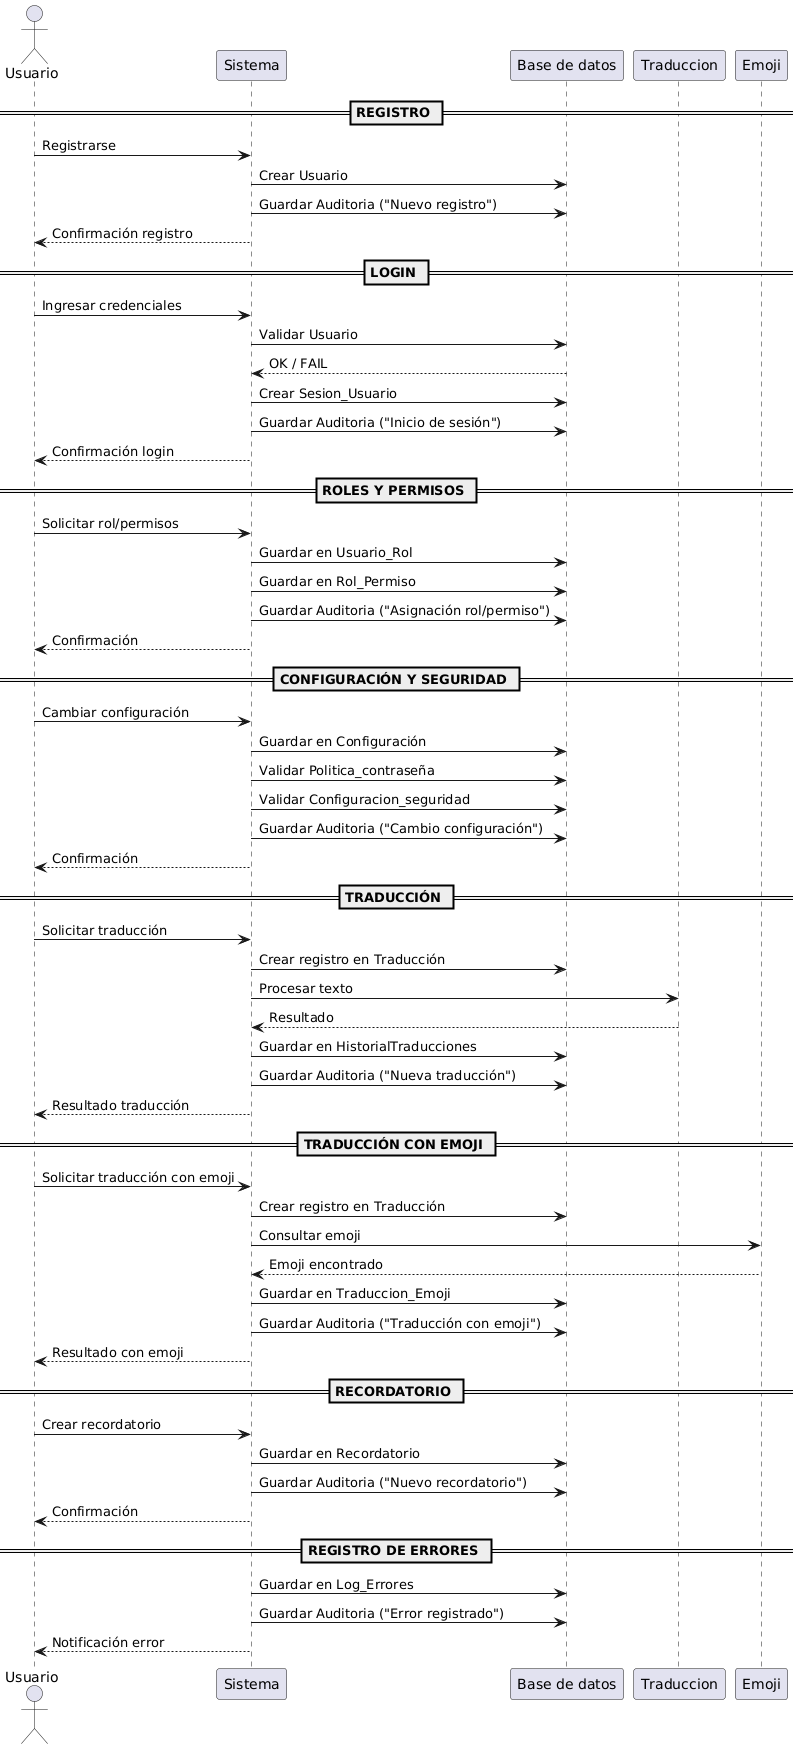 Usuario
Sistema
Base de datos
Traduccion
Emoji
REGISTRO
Registrarse
Crear Usuario
Guardar Auditoria ("Nuevo registro")
Confirmación registro
LOGIN
Ingresar credenciales
Validar Usuario
OK / FAIL
Crear Sesion_Usuario
Guardar Auditoria ("Inicio de sesión")
Confirmación login
ROLES Y PERMISOS
Solicitar rol/permisos
Guardar en Usuario_Rol
Guardar en Rol_Permiso
Guardar Auditoria ("Asignación rol/permiso")
Confirmación
CONFIGURACIÓN Y SEGURIDAD
Cambiar configuración
Guardar en Configuración
Validar Politica_contraseña
Validar Configuracion_seguridad
Guardar Auditoria ("Cambio configuración")
Confirmación
TRADUCCIÓN
Solicitar traducción
Crear registro en Traducción
Procesar texto
Resultado
Guardar en HistorialTraducciones
Guardar Auditoria ("Nueva traducción")
Resultado traducción
TRADUCCIÓN CON EMOJI
Solicitar traducción con emoji
Crear registro en Traducción
Consultar emoji
Emoji encontrado
Guardar en Traduccion_Emoji
Guardar Auditoria ("Traducción con emoji")
Resultado con emoji
RECORDATORIO
Crear recordatorio
Guardar en Recordatorio
Guardar Auditoria ("Nuevo recordatorio")
Confirmación
REGISTRO DE ERRORES
Guardar en Log_Errores
Guardar Auditoria ("Error registrado")
Notificación error
Usuario
Sistema
Base de datos
Traduccion
Emoji